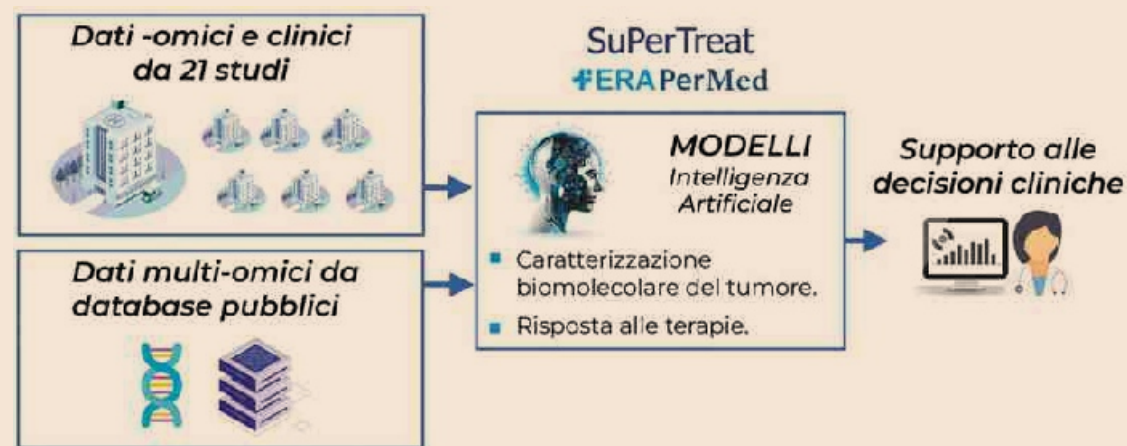 Dati -omici e clinici
da 21 studi
SuPerTreat
ERAPerMed
MODELLI
Intelligenza
Artificiale
Caratterizzazione
biomolecolare del tumore.
Risposta alle terapie.
Supporto alle
decisioni cliniche
Dati multi-omici da
database pubblici